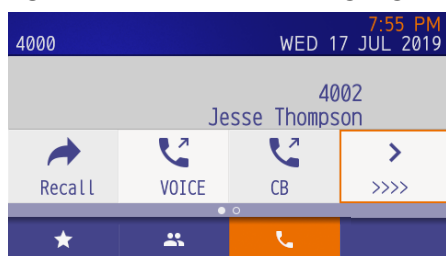 7:55 PM
4000 WED 17 JUL 2019
4002
Jesse Thompson
Recall VOICE CB >>>>